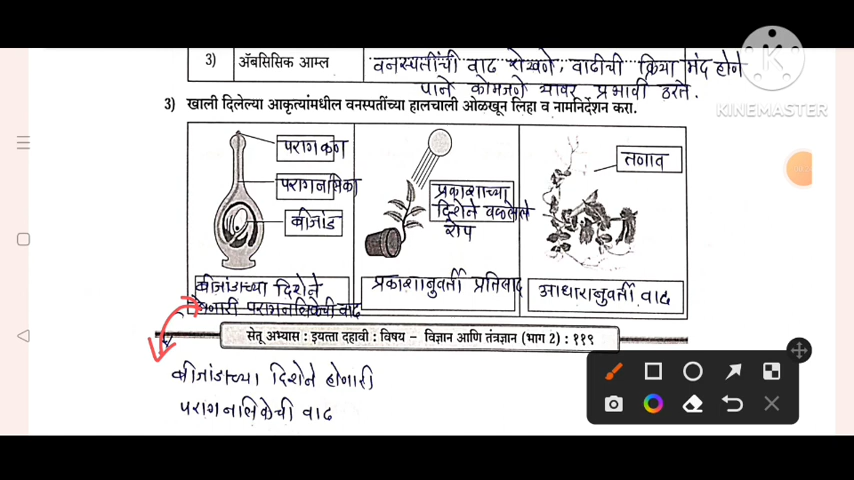 3) ॲबसिसिक आम्ल वनस्पतींची वाढ रोखणे, वाढीची क्रिया मंद होणे
पाने कोमजणे यावर प्रभावी ठरते.
3) खाली दिलेल्या आकृत्यांमधील वनस्पतींच्या हालचाली ओळखून लिहा व नामनिर्देशन करा.
परागकण
परागनलिका
बीजांड
बीजांडाच्या दिशेने
होणारी परागनलिकेची वाढ
प्रकाशाच्या
दिशेने वळलेले
रोप
प्रकाशानुवर्ती प्रतिसाद
तणाव
आधारानुवर्ती वाढ
सेतू अभ्यास : इयत्ता दहावी : विषय – विज्ञान आणि तंत्रज्ञान (भाग 2) : ११९
बीजांडाच्या दिशेने होणारी
परागनलिकेची वाढ
KINEMASTER